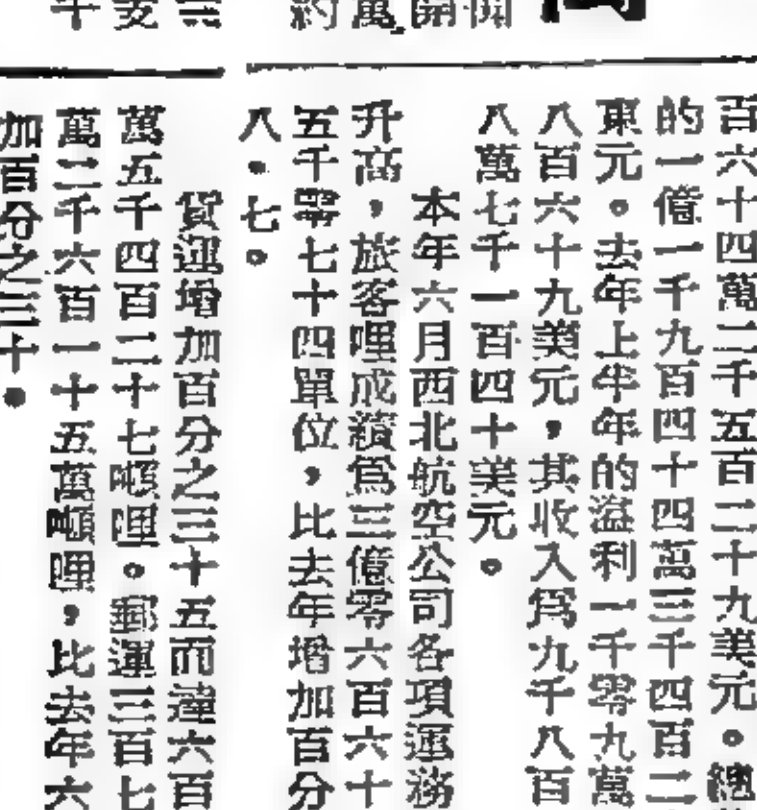 百六十四萬二千五百二十九美元。總
的一億一千九百四十四萬三千四百二
東元。去年上半年的溢利一千零九萬
八百六十九美元，其收入爲九千八百
八萬七千一百四十美元。
本年六月西北航空公司各項運務
升高，旅客哩成績爲三億零六百六十
五千零七十四單位，比去年增加百分
八・七。
貨運增加百分之三十五而達六百
萬五千四百二十七噸哩。郵運三百七
萬二千六百一十五萬噸哩，比去年六
加百分之三十。